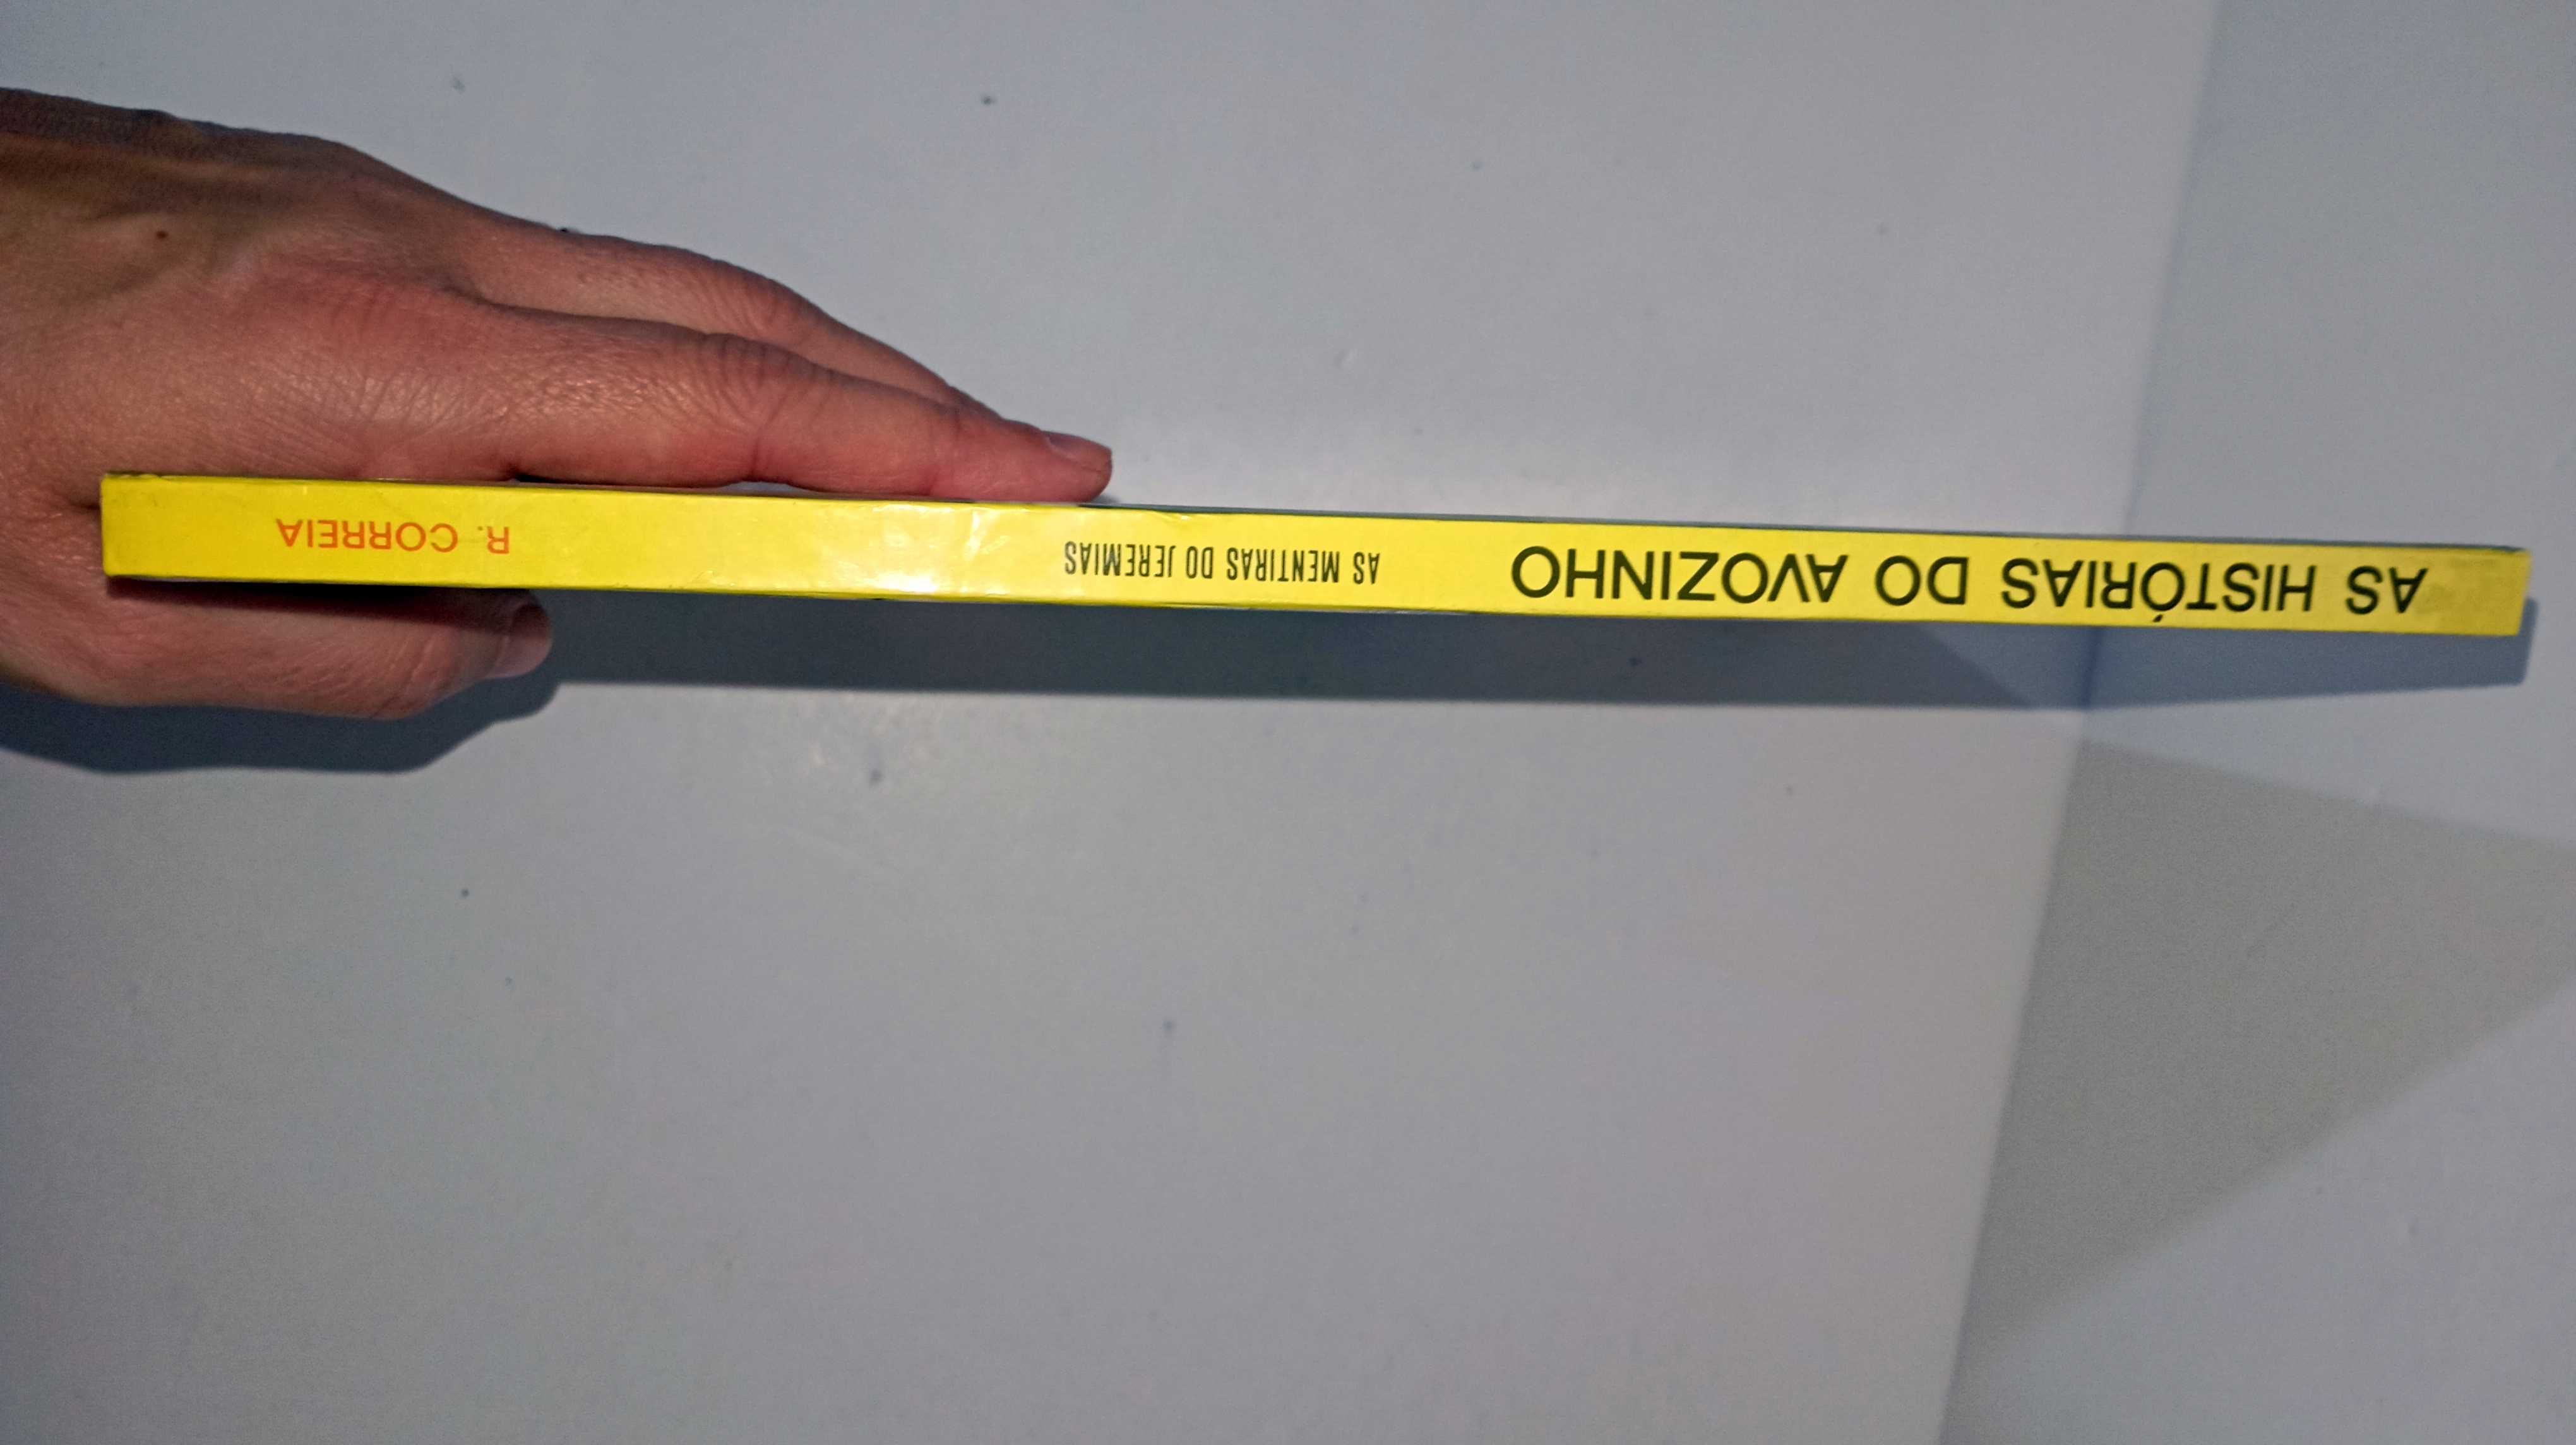 AS HISTÓRIAS DO AVOZINHO
AS MENTIRAS DO JEREMIAS
R. CORREIA